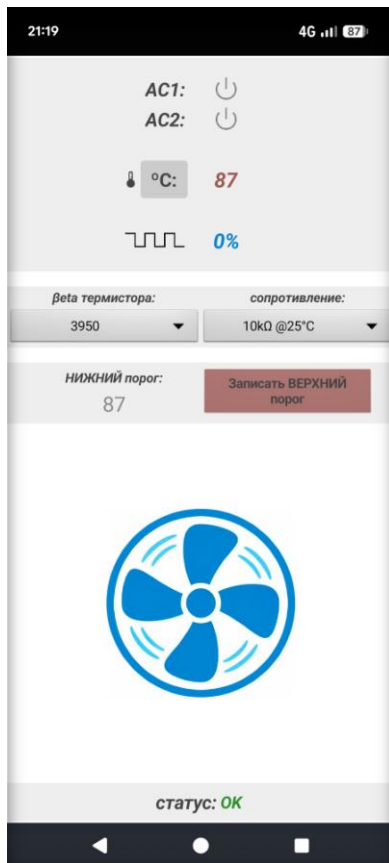 21:19
4G 87
AC1:
AC2:
°C: 87
0%
βeta термистора:
сопротивление:
3950
10kΩ @25°C
НИЖНИЙ порог:
87
Записать ВЕРХНИЙ
порог
статус: OK